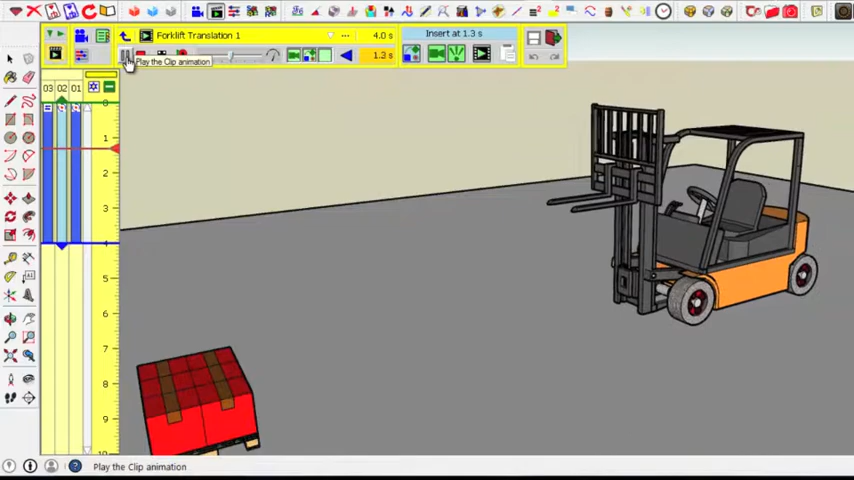 Forklift Translation 1
...
4.0 s
Insert at 1.3 s
Play the Clip animation
1.3 s
03 02 01
0
1
2
3
4
5
6
7
8
9
Play the Clip animation